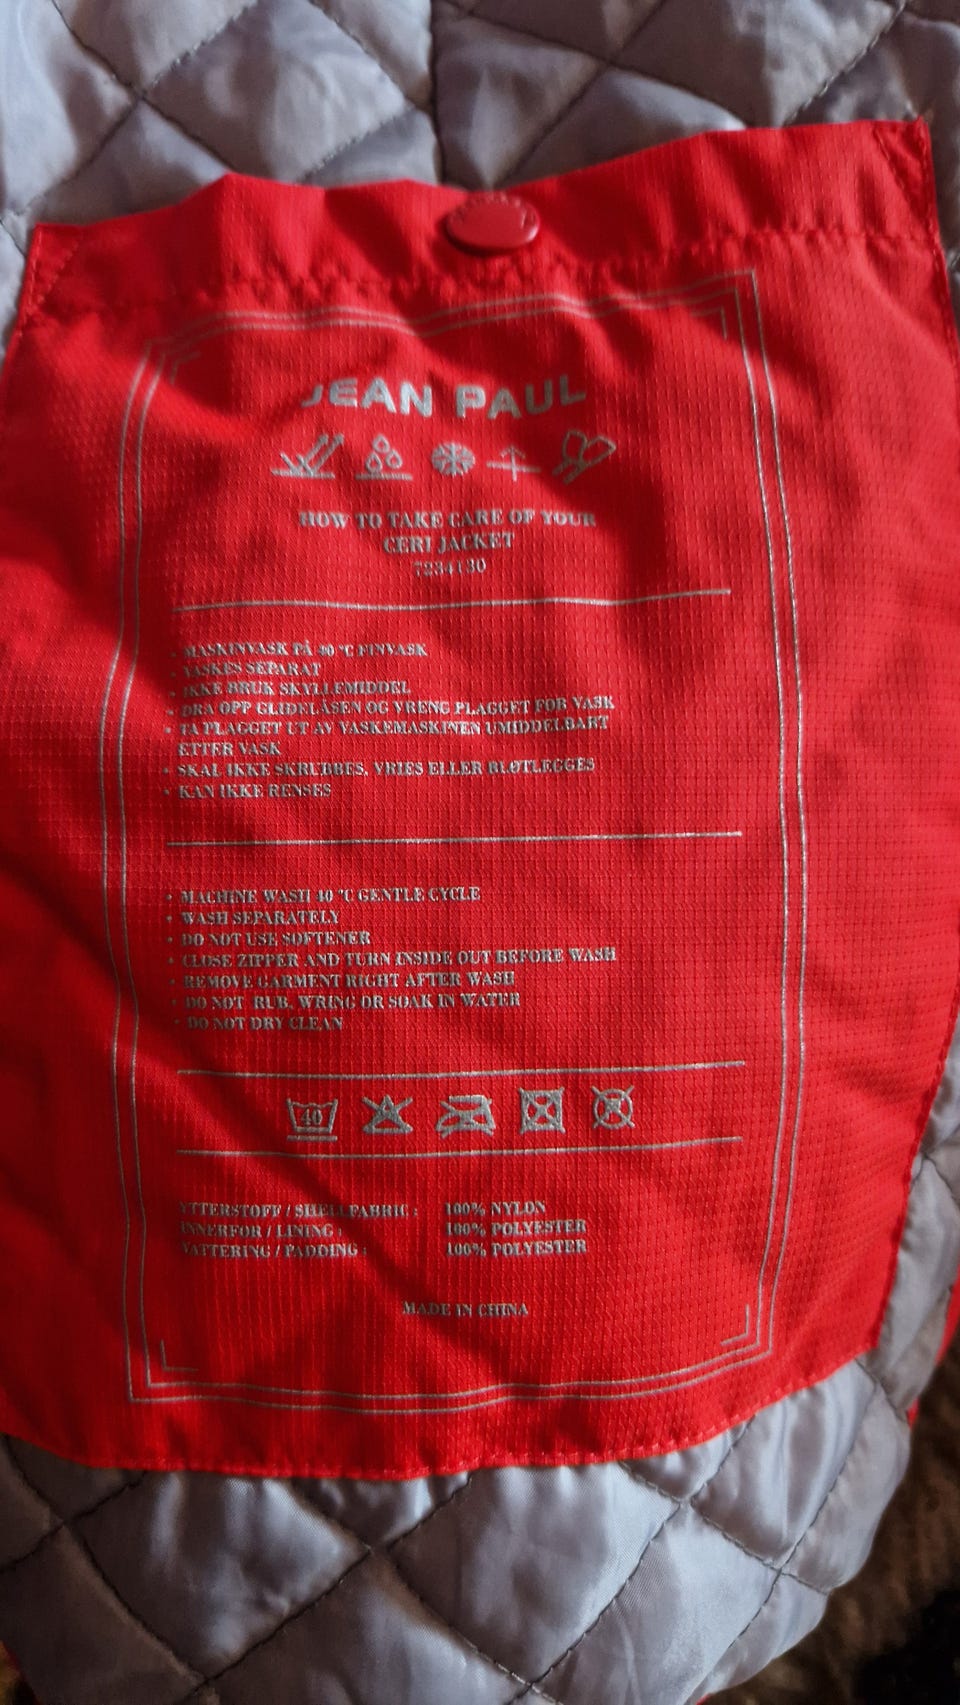 JEAN PAUL
HOW TO TAKE CARE OF YOUR
CERI JACKET
7234130
• MASKINVASK PÅ 40 °C FINVASK
• VASKES SEPARAT
• IKKE BRUK SKYLLEMIDDEL
• DRA OPP GLIDELÅSEN OG VRENG PLAGGET FØR VASK
• TA PLAGGET UT AV VASKEMASKINEN UMIDDELBART
ETTER VASK
• SKAL IKKE SKRUBBES, VRIES ELLER BLØTLEGGES
• KAN IKKE RENSES
• MACHINE WASH 40 °C GENTLE CYCLE
• WASH SEPARATELY
• DO NOT USE SOFTENER
• CLOSE ZIPPER AND TURN INSIDE OUT BEFORE WASH
• REMOVE GARMENT RIGHT AFTER WASH
• DO NOT RUB, WRING OR SOAK IN WATER
• DO NOT DRY CLEAN
40
YTTERSTOFF / SHELLFABRIC : 100% NYLON
INNERFOR / LINING : 100% POLYESTER
VATTERING / PADDING : 100% POLYESTER
MADE IN CHINA